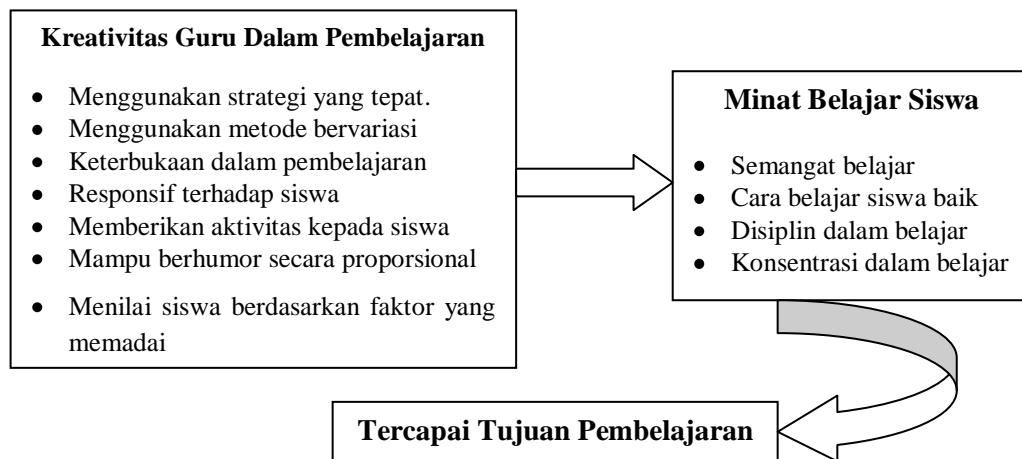 Kreativitas Guru Dalam Pembelajaran
• Menggunakan strategi yang tepat.
• Menggunakan metode bervariasi
• Keterbukaan dalam pembelajaran
• Responsif terhadap siswa
• Memberikan aktivitas kepada siswa
• Mampu berhumor secara proporsional
• Menilai siswa berdasarkan faktor yang
memadai
Minat Belajar Siswa
• Semangat belajar
• Cara belajar siswa baik
• Disiplin dalam belajar
• Konsentrasi dalam belajar
Tercapai Tujuan Pembelajaran